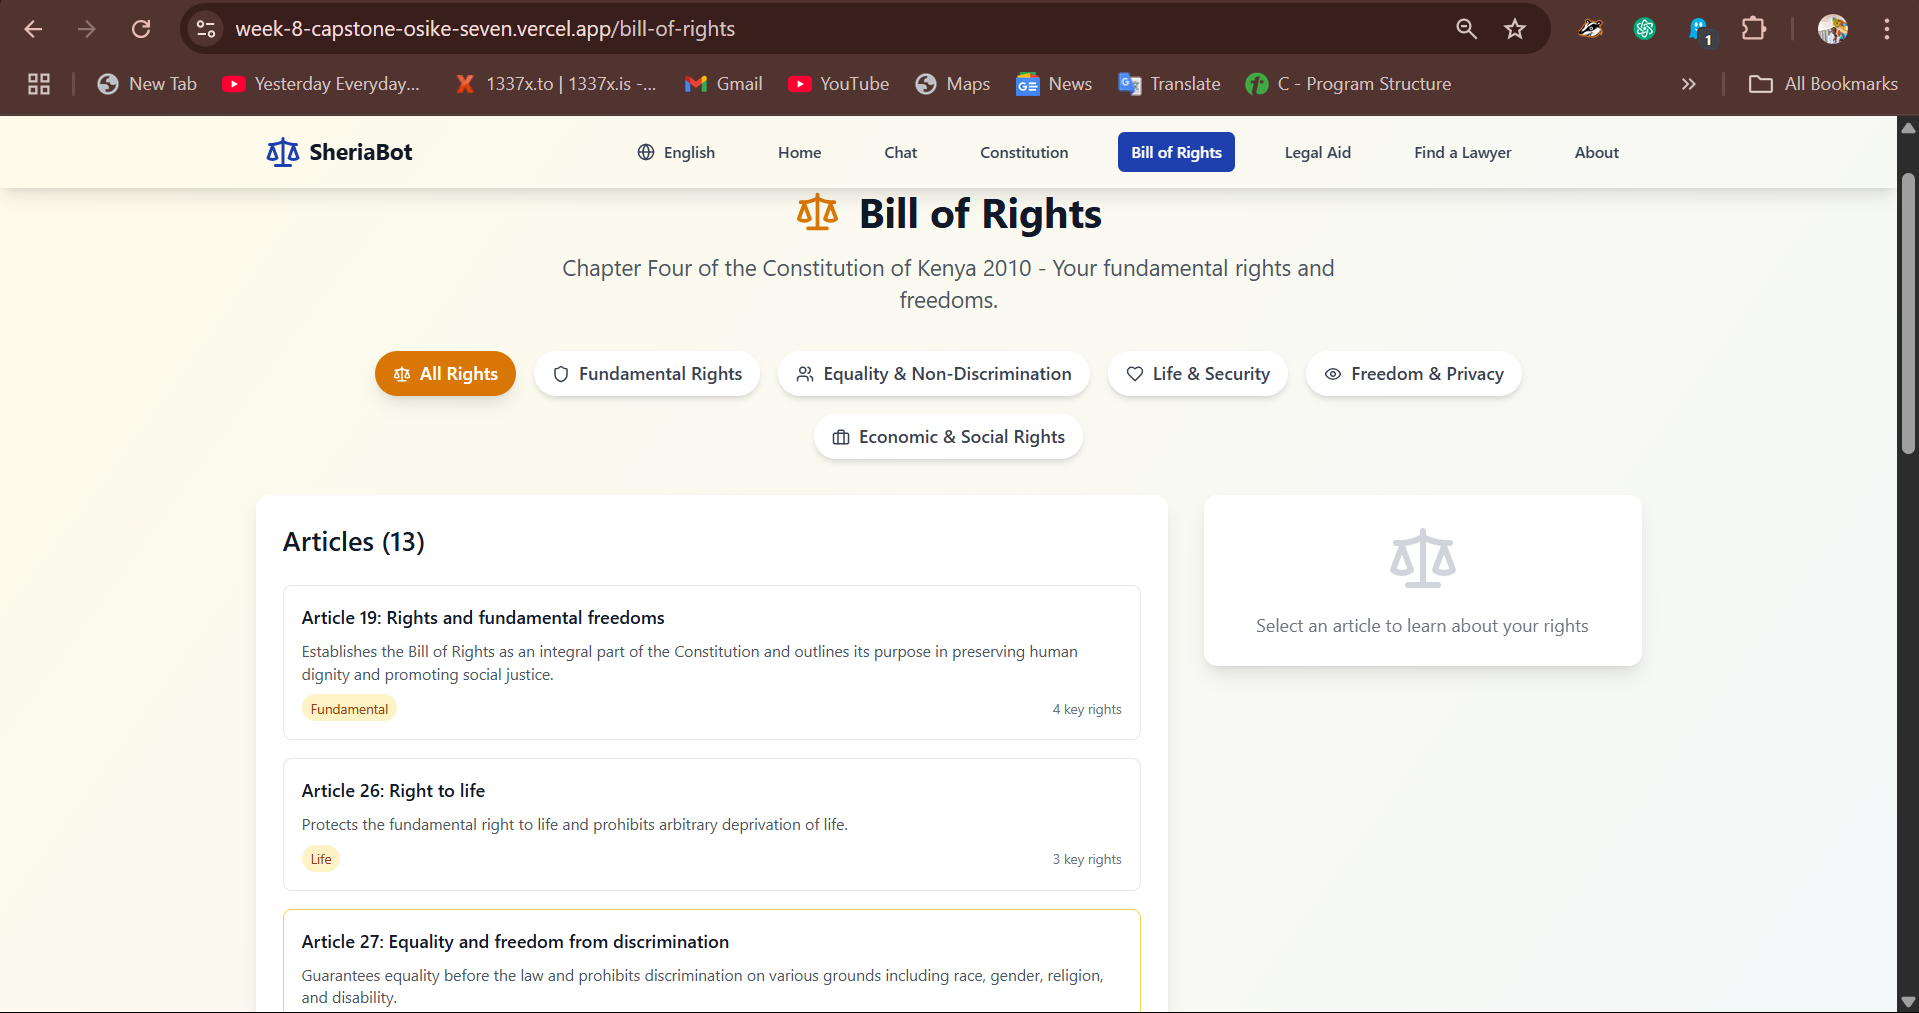 week-8-capstone-osike-seven.vercel.app/bill-of-rights
1
New Tab
Yesterday Everyday...
1337x.to | 1337x.is -...
Gmail
YouTube
Maps
News
Translate
C - Program Structure
All Bookmarks
SheriaBot
English
Home
Chat
Constitution
Bill of Rights
Legal Aid
Find a Lawyer
About
Bill of Rights
Chapter Four of the Constitution of Kenya 2010 - Your fundamental rights and
freedoms.
All Rights
Fundamental Rights
Equality & Non-Discrimination
Life & Security
Freedom & Privacy
Economic & Social Rights
Articles (13)
Article 19: Rights and fundamental freedoms
Establishes the Bill of Rights as an integral part of the Constitution and outlines its purpose in preserving human
dignity and promoting social justice.
Fundamental
4 key rights
Article 26: Right to life
Protects the fundamental right to life and prohibits arbitrary deprivation of life.
Life
3 key rights
Article 27: Equality and freedom from discrimination
Guarantees equality before the law and prohibits discrimination on various grounds including race, gender, religion,
and disability.
Select an article to learn about your rights